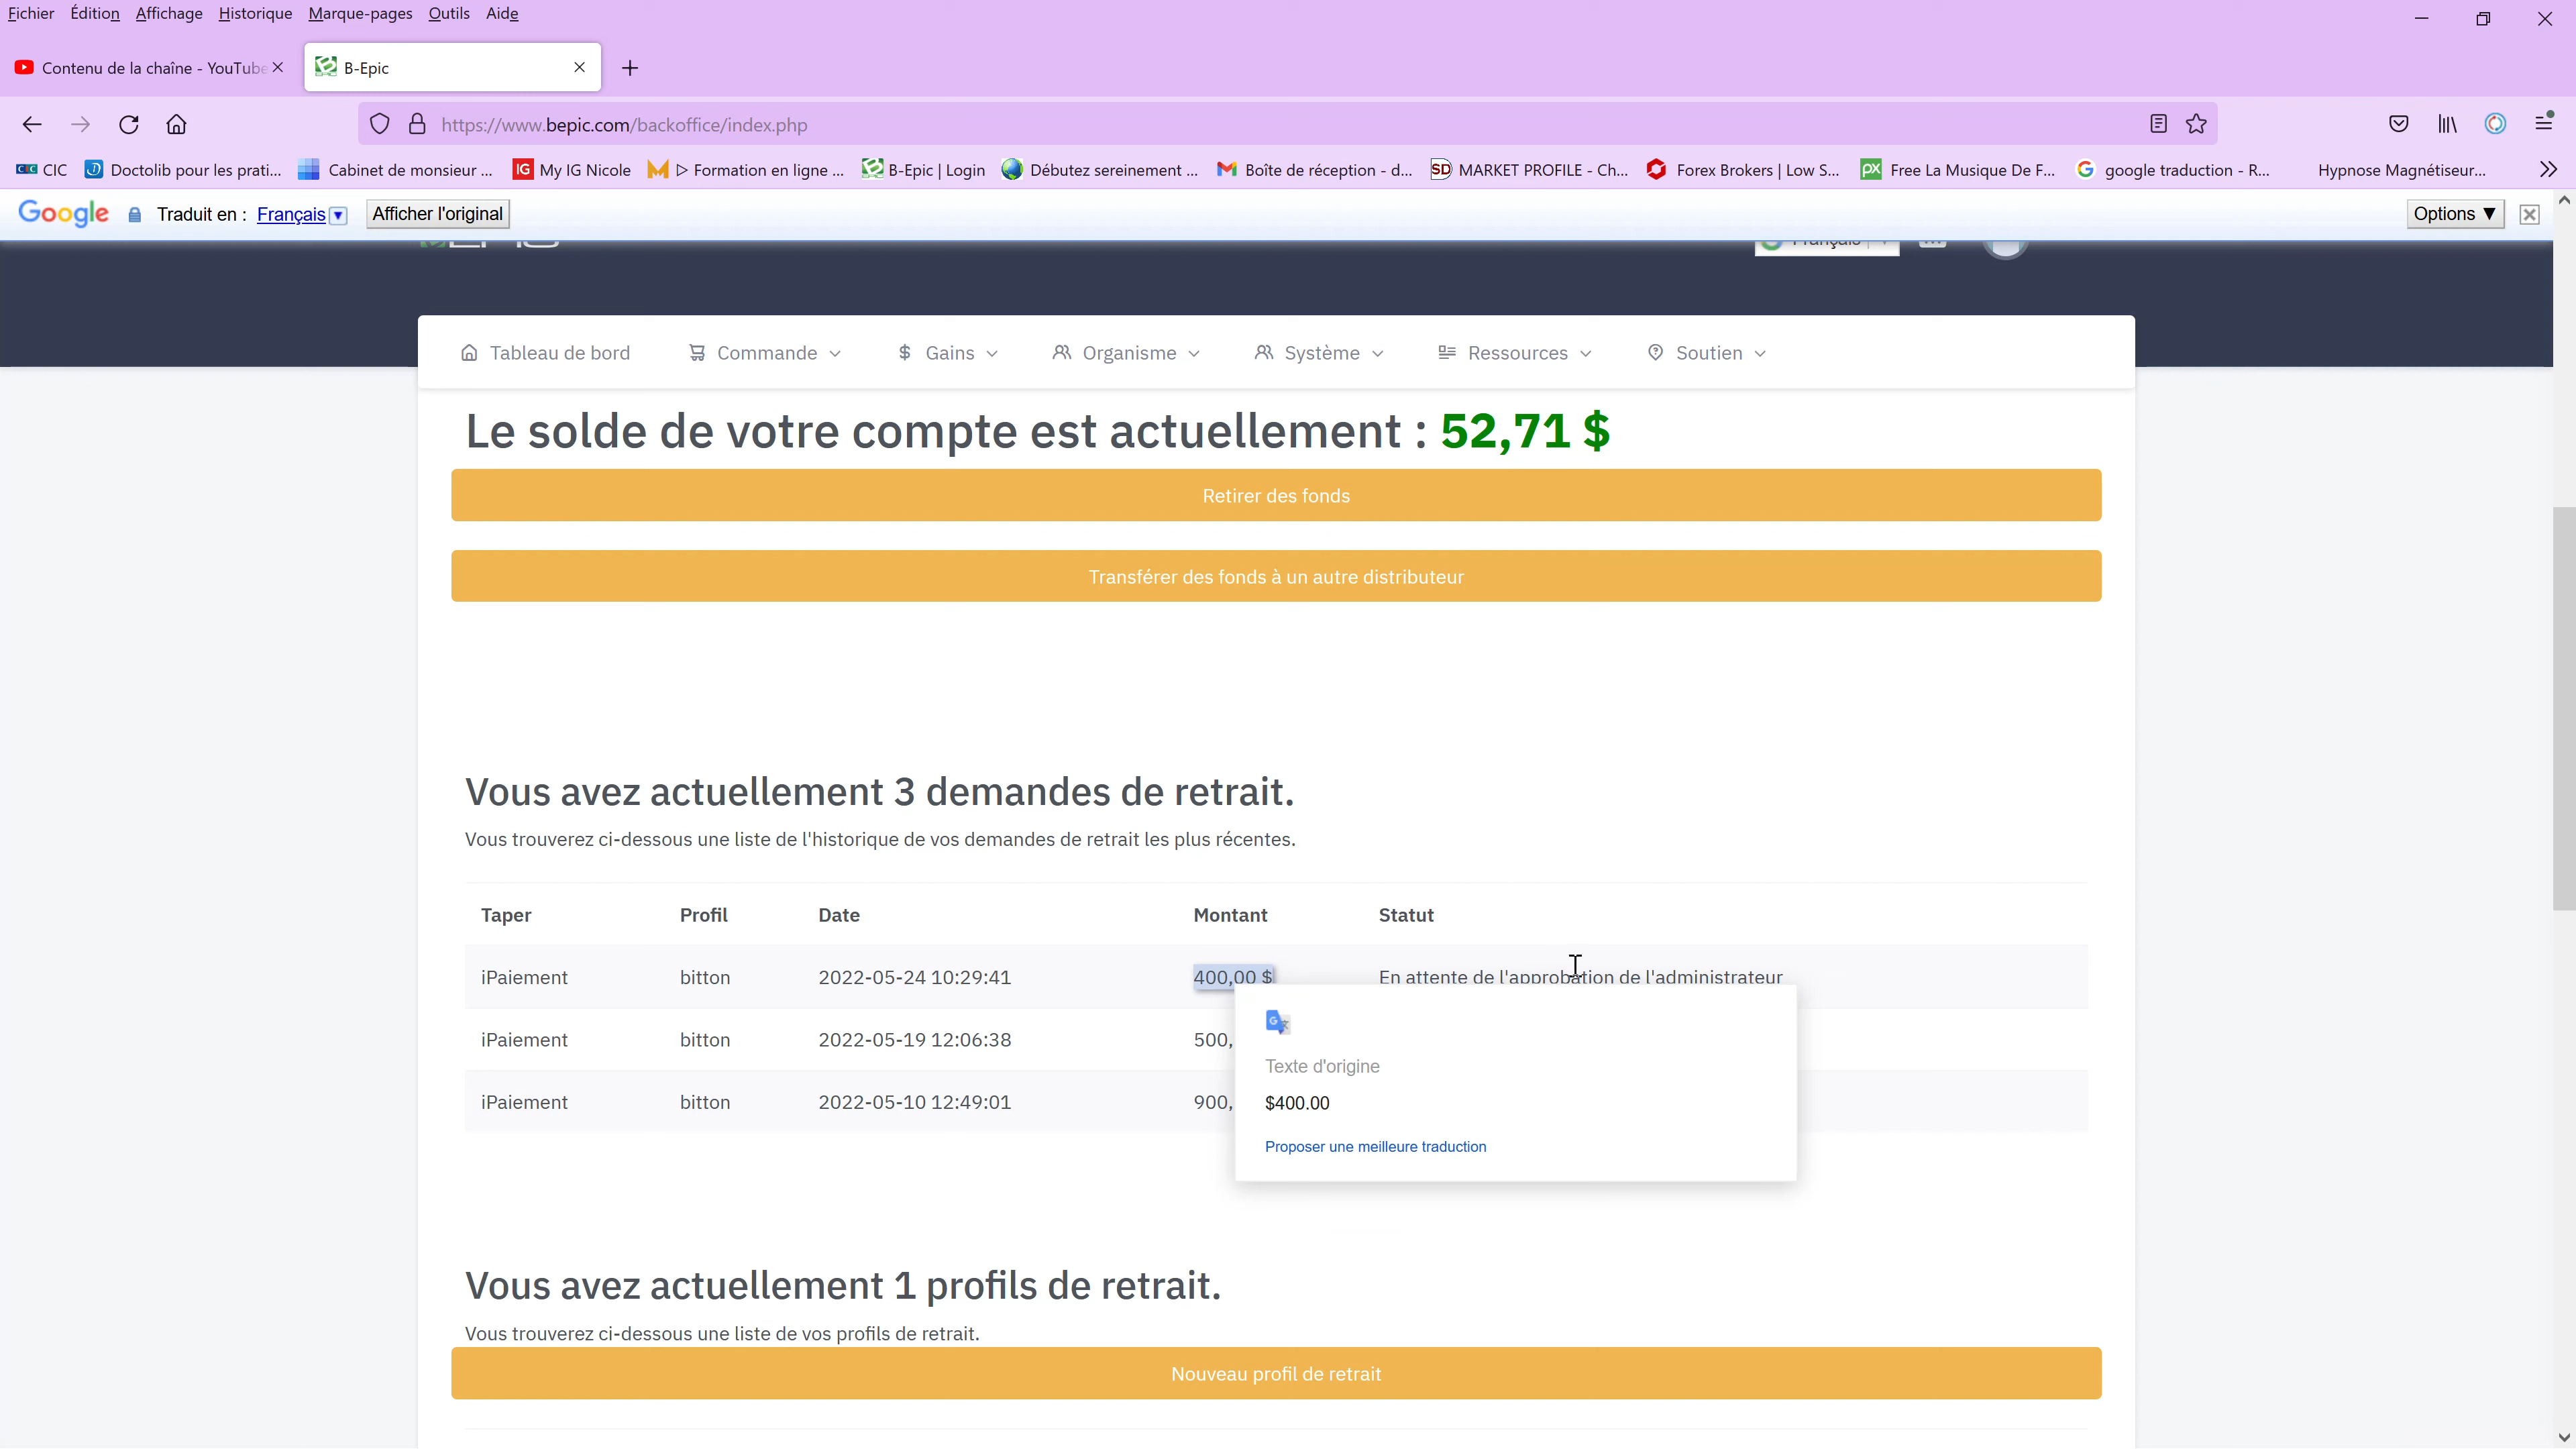 Fichier Édition Affichage Historique Marque-pages Outils Aide
Contenu de la chaîne - YouTube B-Epic
https://www.bepic.com/backoffice/index.php
CIC Doctolib pour les prati... Cabinet de monsieur ... My IG Nicole ▷ Formation en ligne ... B-Epic | Login Débutez sereinement ... Boîte de réception - d... MARKET PROFILE - Ch... Forex Brokers | Low S... Free La Musique De F... google traduction - R... Hypnose Magnétiseur...
Google Traduit en : Français Afficher l'original Options ▼
Français
Tableau de bord Commande Gains Organisme Système Ressources Soutien
Le solde de votre compte est actuellement : 52,71 $
Retirer des fonds
Transférer des fonds à un autre distributeur
Vous avez actuellement 3 demandes de retrait.
Vous trouverez ci-dessous une liste de l'historique de vos demandes de retrait les plus récentes.
Taper Profil Date Montant Statut
iPaiement bitton 2022-05-24 10:29:41 400,00 $ En attente de l'approbation de l'administrateur
iPaiement bitton 2022-05-19 12:06:38 500,
iPaiement bitton 2022-05-10 12:49:01 900,
Texte d'origine
$400.00
Proposer une meilleure traduction
Vous avez actuellement 1 profils de retrait.
Vous trouverez ci-dessous une liste de vos profils de retrait.
Nouveau profil de retrait